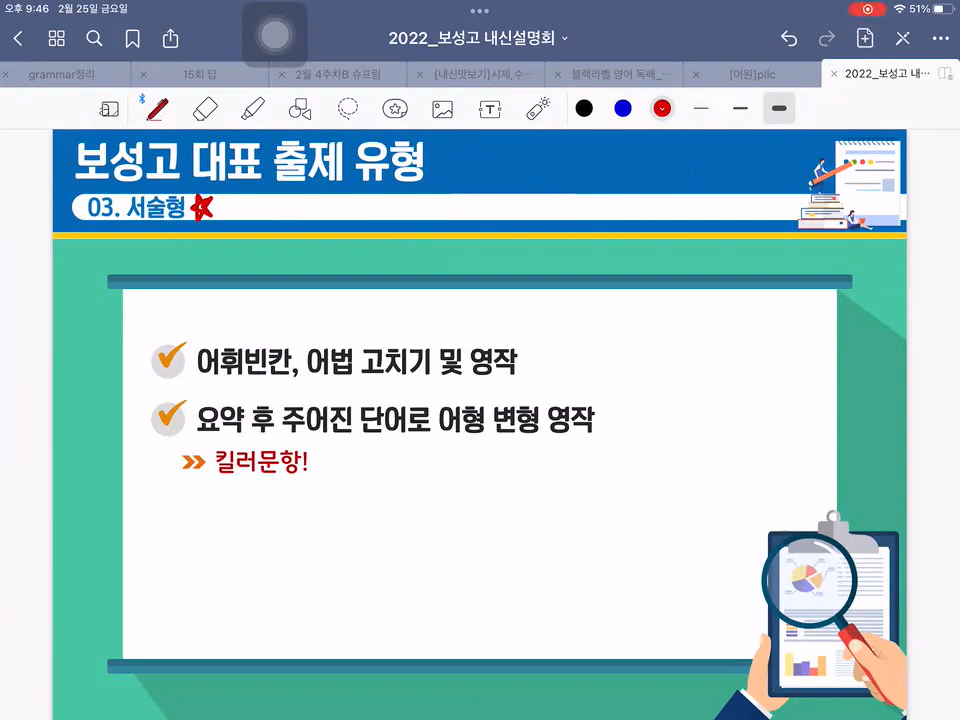 오후 9:46 2월 25일 금요일
51%
2022_보성고 내신설명회
grammar정리
15회 답
2월 4주차B 슈프림
[내신맛보기]시제,수…
블랙라벨 영어 독해_…
[어원]plic
2022_보성고 내…
보성고 대표 출제 유형
03. 서술형
어휘빈칸, 어법 고치기 및 영작
요약 후 주어진 단어로 어형 변형 영작
킬러문항!